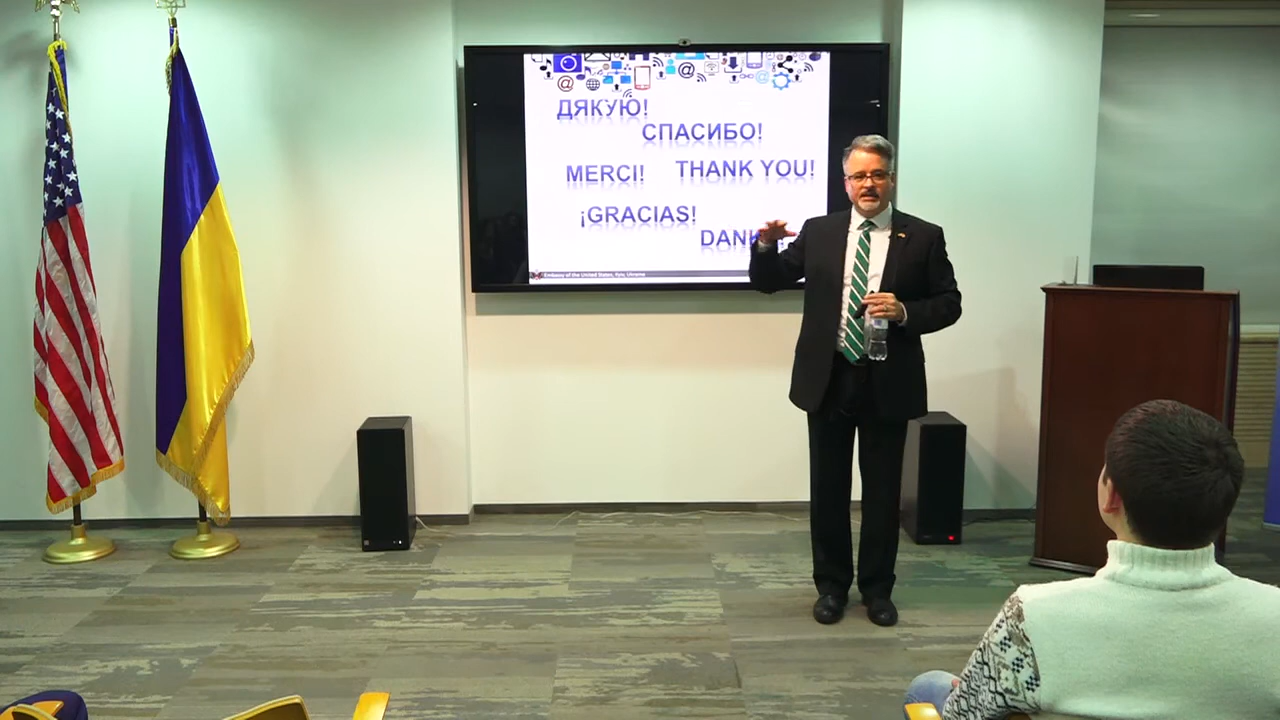 ДЯКУЮ!
СПАСИБО!
MERCI!
THANK YOU!
¡GRACIAS!
Embassy of the United States, Kyiv, Ukraine